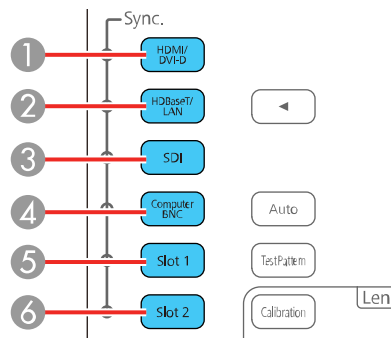 Sync.
1
HDMI/
DVI-D
2
HDBaseT/
LAN
3
SDI
4
Computer
BNC
Auto
5
Slot 1
TestPattern
6
Slot 2
Calibration
Len